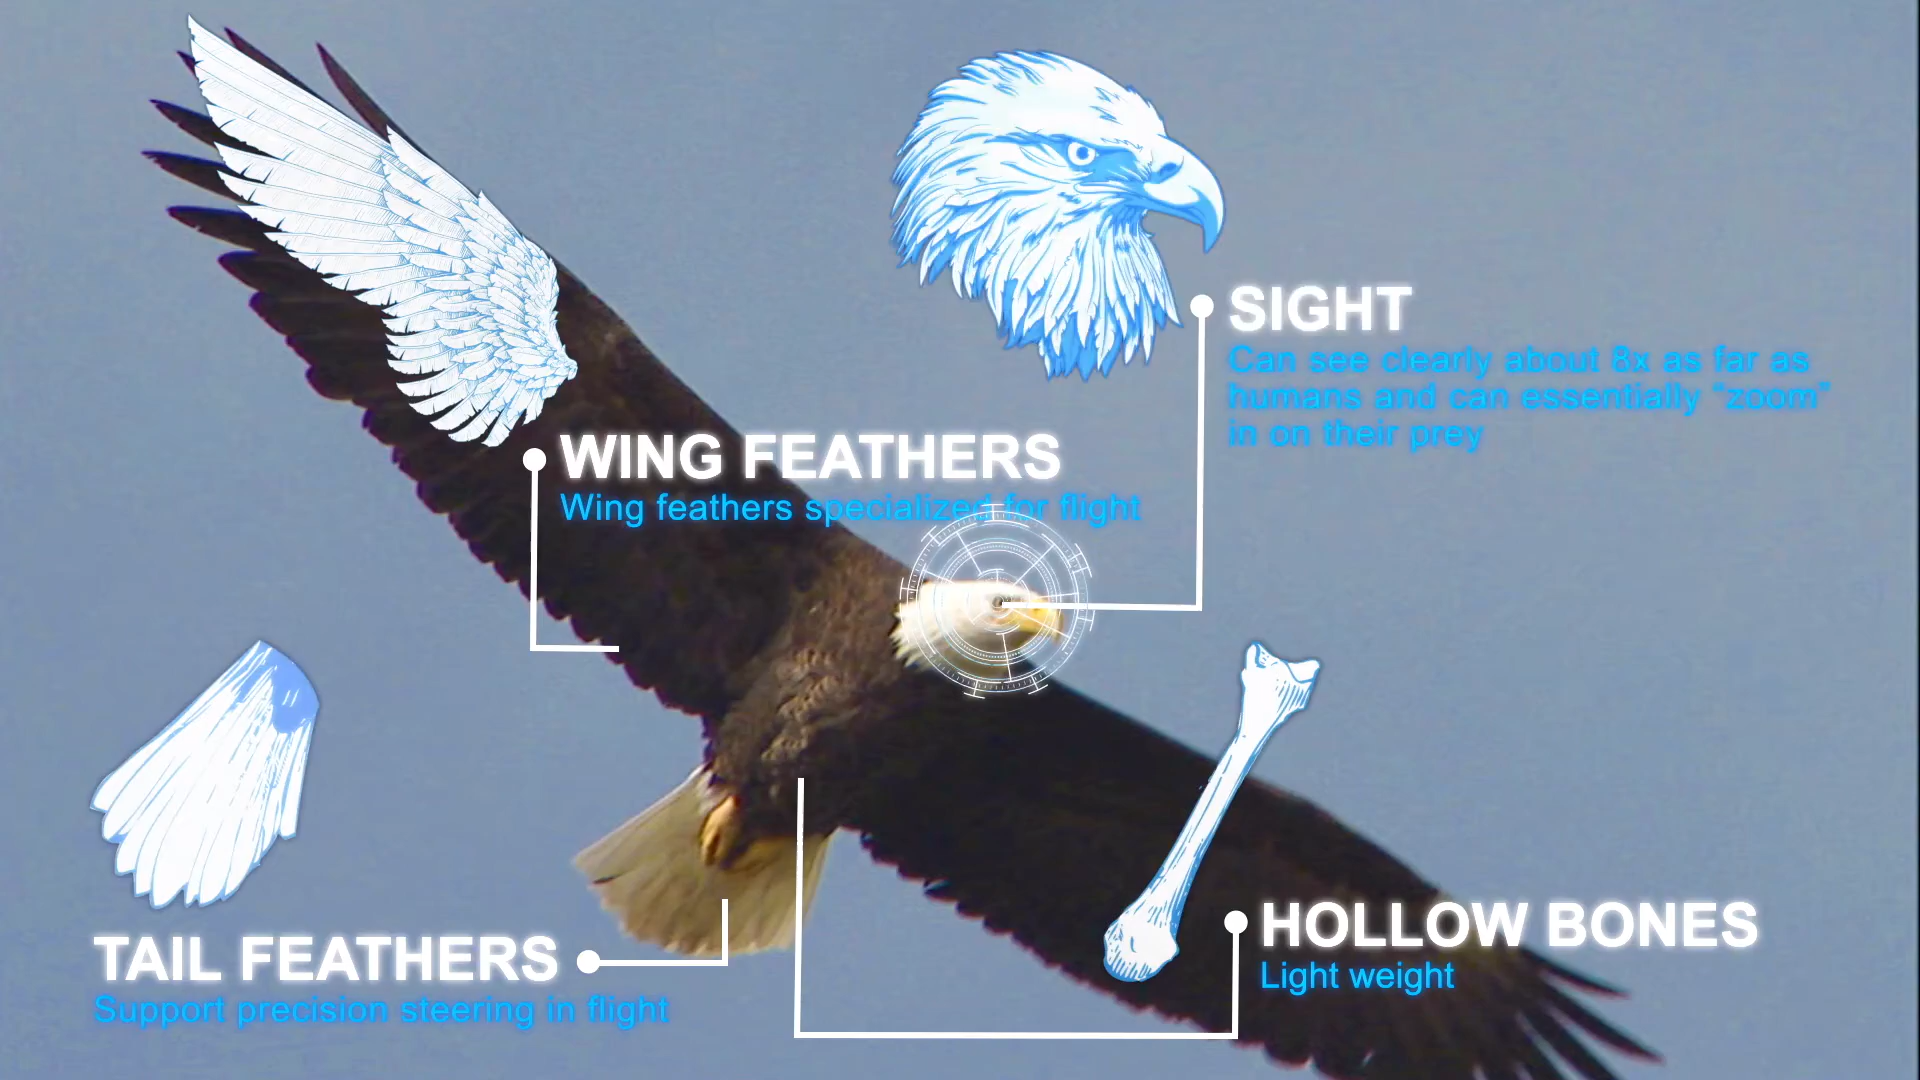 SIGHT
Can see clearly about 8x as far as
humans and can essentially "zoom"
in on their prey
WING FEATHERS
Wing feathers specialized for flight
HOLLOW BONES
Light weight
TAIL FEATHERS
Support precision steering in flight